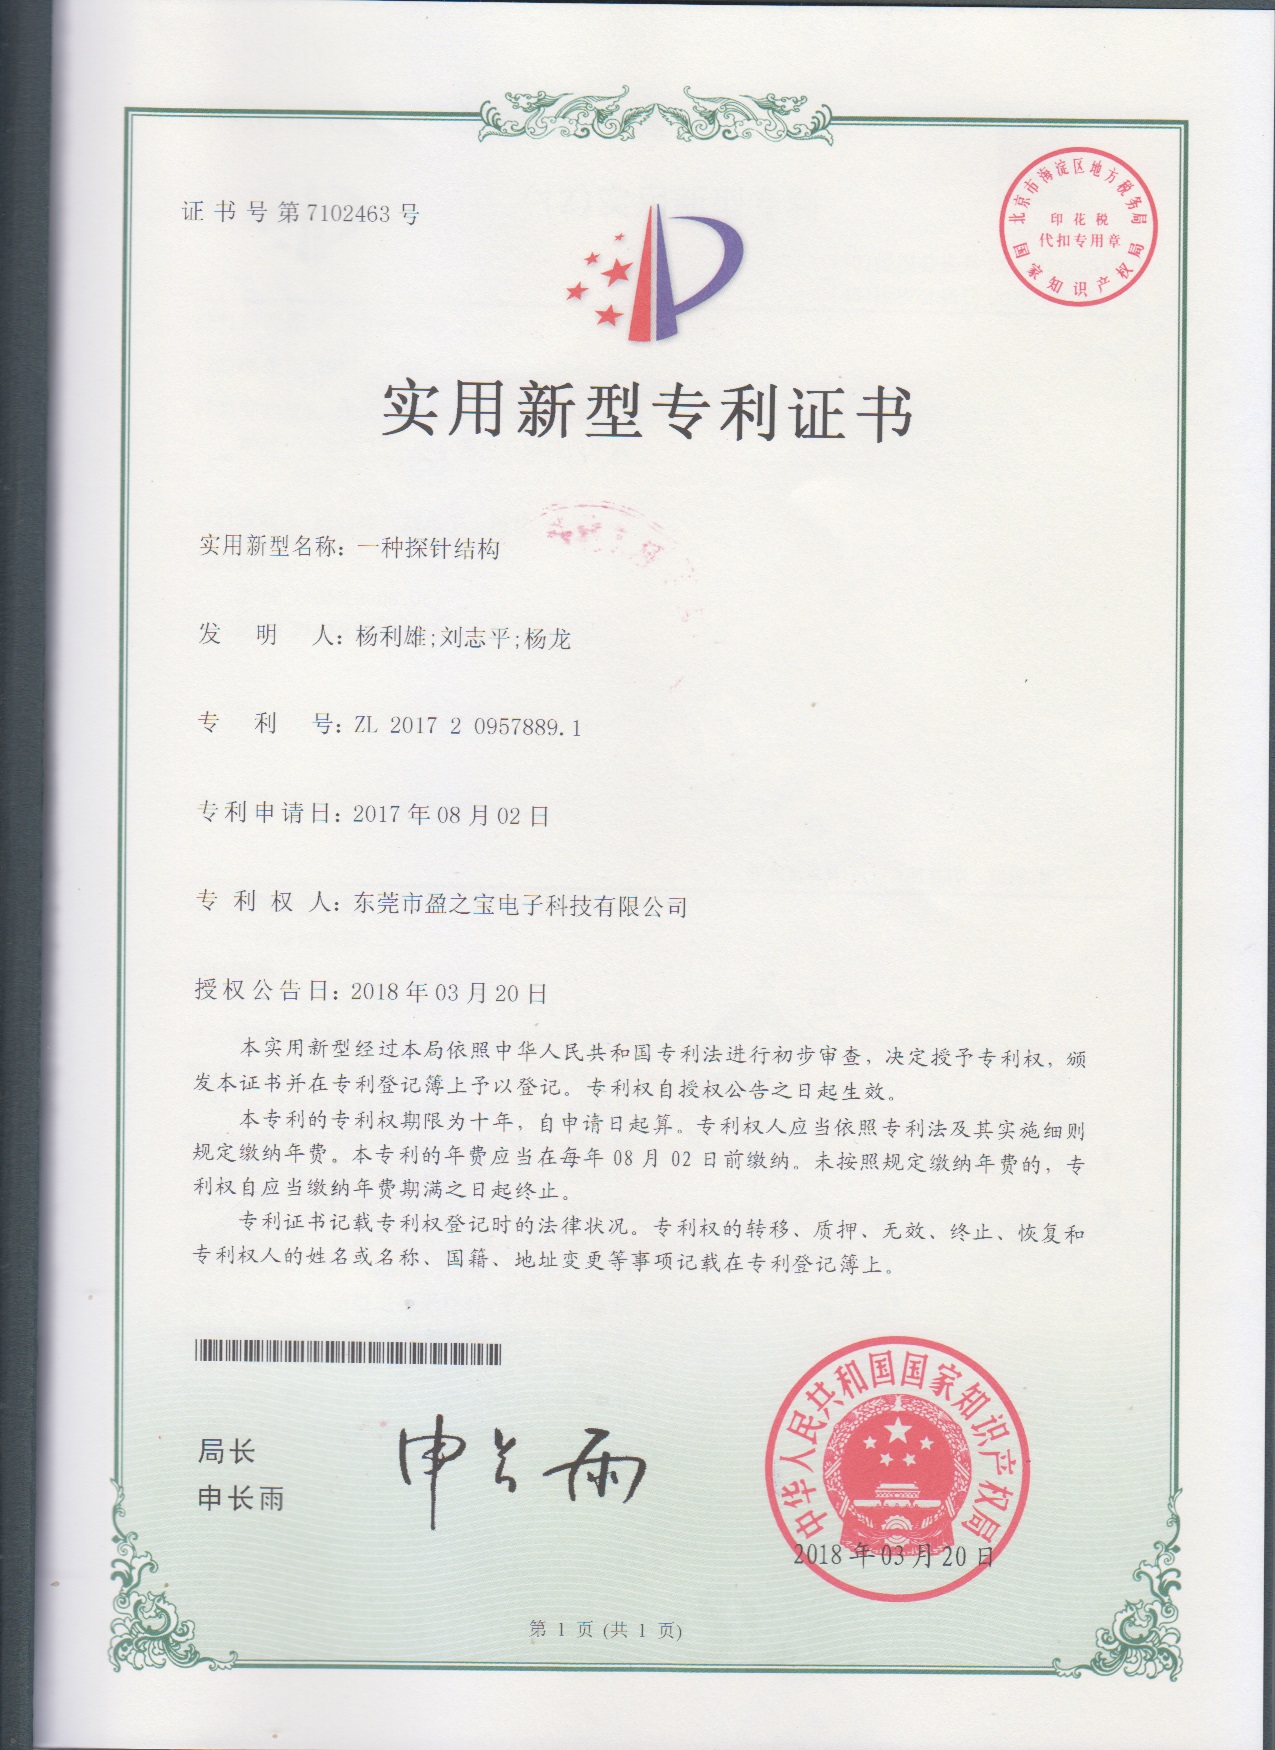 证书号第7102463号
北京市海淀区地方税务局
印花税
代扣专用章
国家知识产权局
实用新型专利证书
实用新型名称：一种探针结构
发明人：杨利雄;刘志平;杨龙
专利号：ZL 2017 2 0957889.1
专利申请日：2017年08月02日
专利权人：东莞市盈之宝电子科技有限公司
授权公告日：2018年03月20日
本实用新型经过本局依照中华人民共和国专利法进行初步审查，决定授予专利权，颁
发本证书并在专利登记簿上予以登记。专利权自授权公告之日起生效。
本专利的专利权期限为十年，自申请日起算。专利权人应当依照专利法及其实施细则
规定缴纳年费。本专利的年费应当在每年08月02日前缴纳。未按照规定缴纳年费的，专
利权自应当缴纳年费期满之日起终止。
专利证书记载专利权登记时的法律状况。专利权的转移、质押、无效、终止、恢复和
专利权人的姓名或名称、国籍、地址变更等事项记载在专利登记簿上。
局长
申长雨
申长雨
中华人民共和国国家知识产权局
2018年03月20日
第1页(共1页)